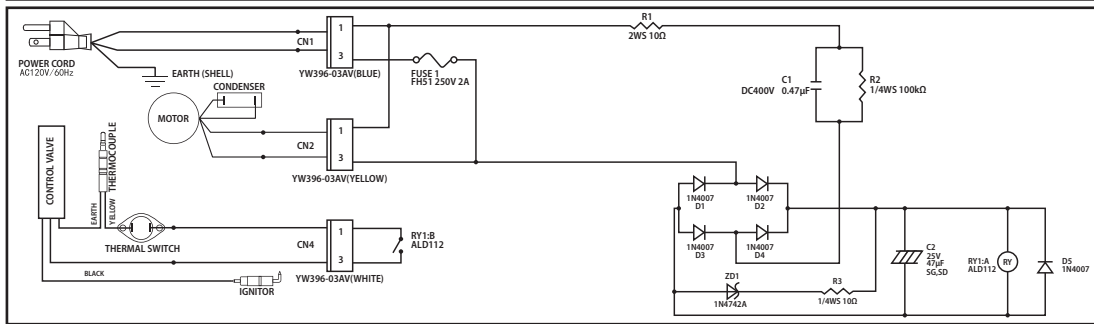 POWER CORD
AC120V/60Hz
EARTH (SHELL)
1
CN1
3
YW396-03AV(BLUE)
FUSE 1
FH51 250V 2A
R1
2WS 10Ω
C1
DC400V 0.47μF
R2
1/4WS 100kΩ
CONDENSER
MOTOR
1
CN2
3
YW396-03AV(YELLOW)
CONTROL VALVE
THERMOCOUPLE
EARTH
YELLOW
THERMAL SWITCH
1
CN4
3
YW396-03AV(WHITE)
RY1:B
ALD112
BLACK
IGNITOR
1N4007
D1
1N4007
D2
1N4007
D3
1N4007
D4
ZD1
1N4742A
R3
1/4WS 10Ω
C2
25V
47μF
SG,SD
RY1:A
ALD112
RY
D5
1N4007